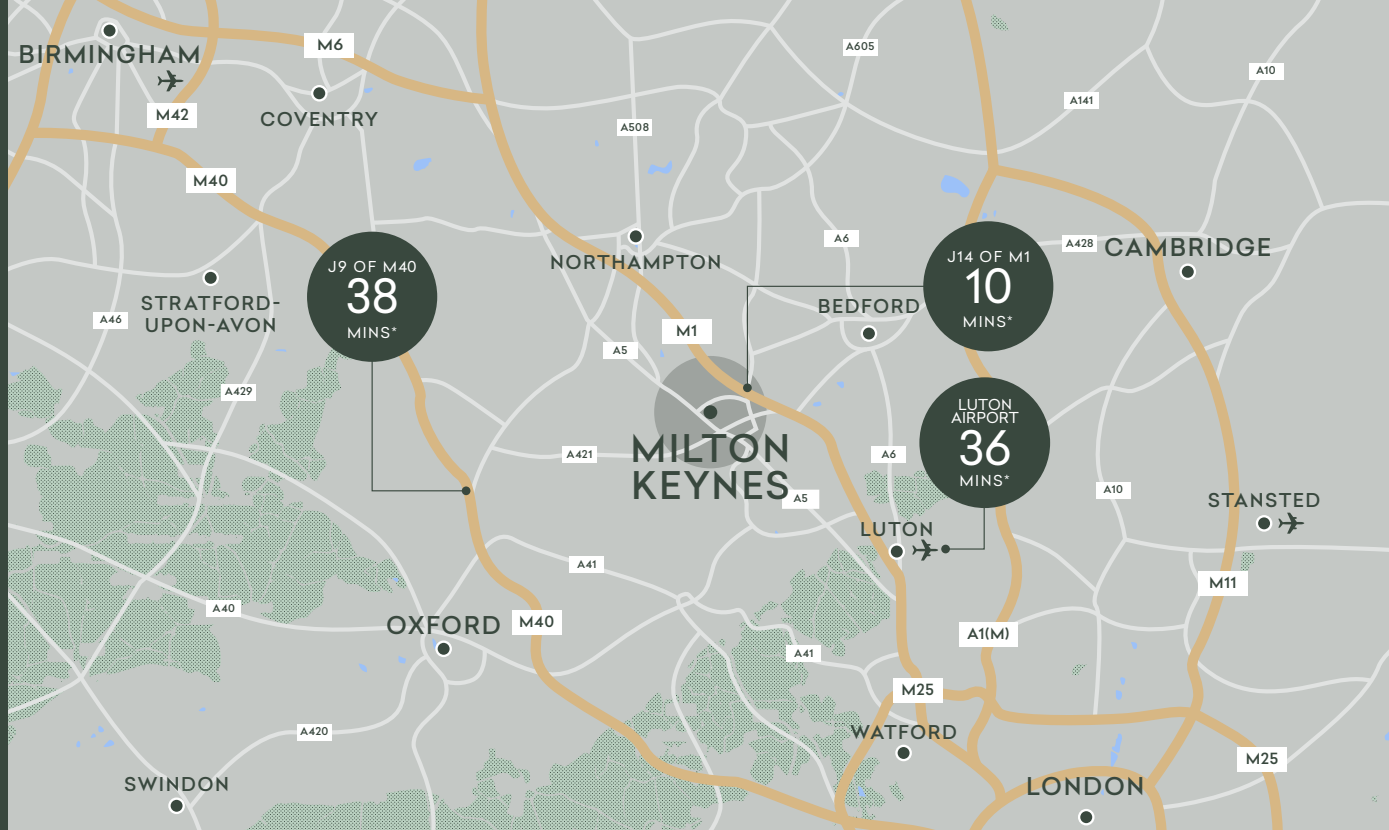 M6
BIRMINGHAM
A605
A10
A141
M42
COVENTRY
A508
M40
A6
A428
CAMBRIDGE
NORTHAMPTON
J9 OF M40
38
MINS*
J14 OF M1
10
MINS*
STRATFORD-
UPON-AVON
A46
BEDFORD
M1
A5
A429
LUTON
AIRPORT
36
MINS*
A421
MILTON
KEYNES
A6
A5
A10
STANSTED
LUTON
A41
M11
A40
OXFORD
M40
A1(M)
A41
M25
A420
WATFORD
M25
SWINDON
LONDON